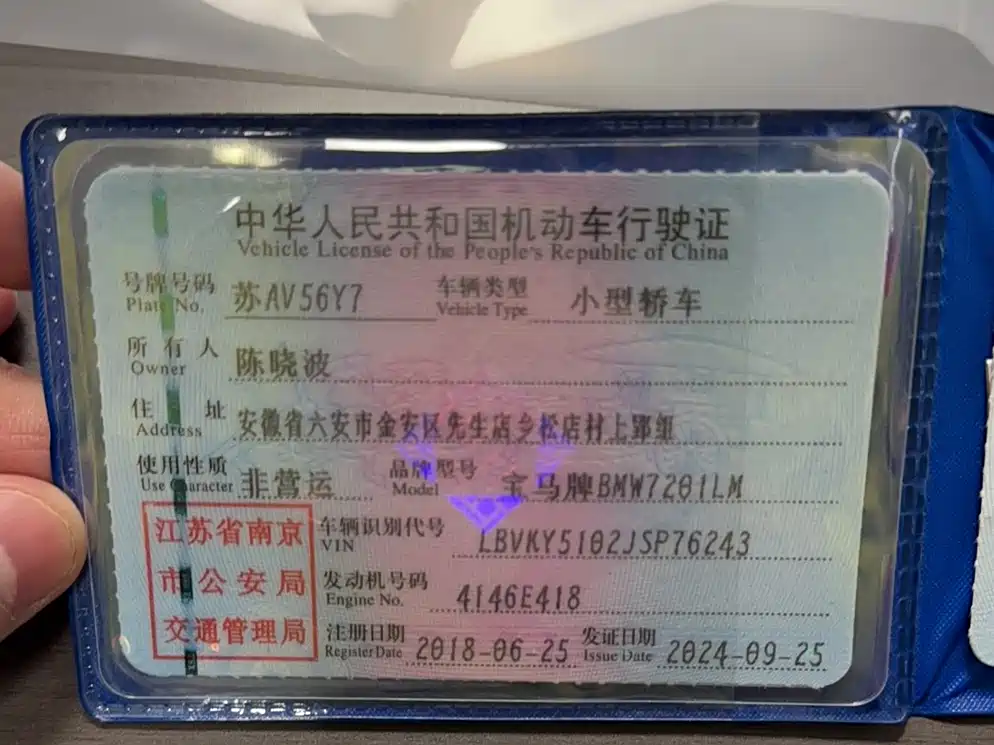 中华人民共和国机动车行驶证
Vehicle License of the People's Republic of China
号牌号码 苏AV56Y7 车辆类型 小型轿车
Plate No. Vehicle Type
所有人 陈晓波
Owner
住址 安徽省六安市金安区先生店乡松店村上郢组
Address
使用性质 非营运 品牌型号 宝马牌BMW7201LM
Use Character Model
江苏省南京 车辆识别代号 LBVKY5102JSP76243
VIN
市公安局 发动机号码 4146E418
Engine No.
交通管理局 注册日期 2018-06-25 发证日期 2024-09-25
Register Date Issue Date